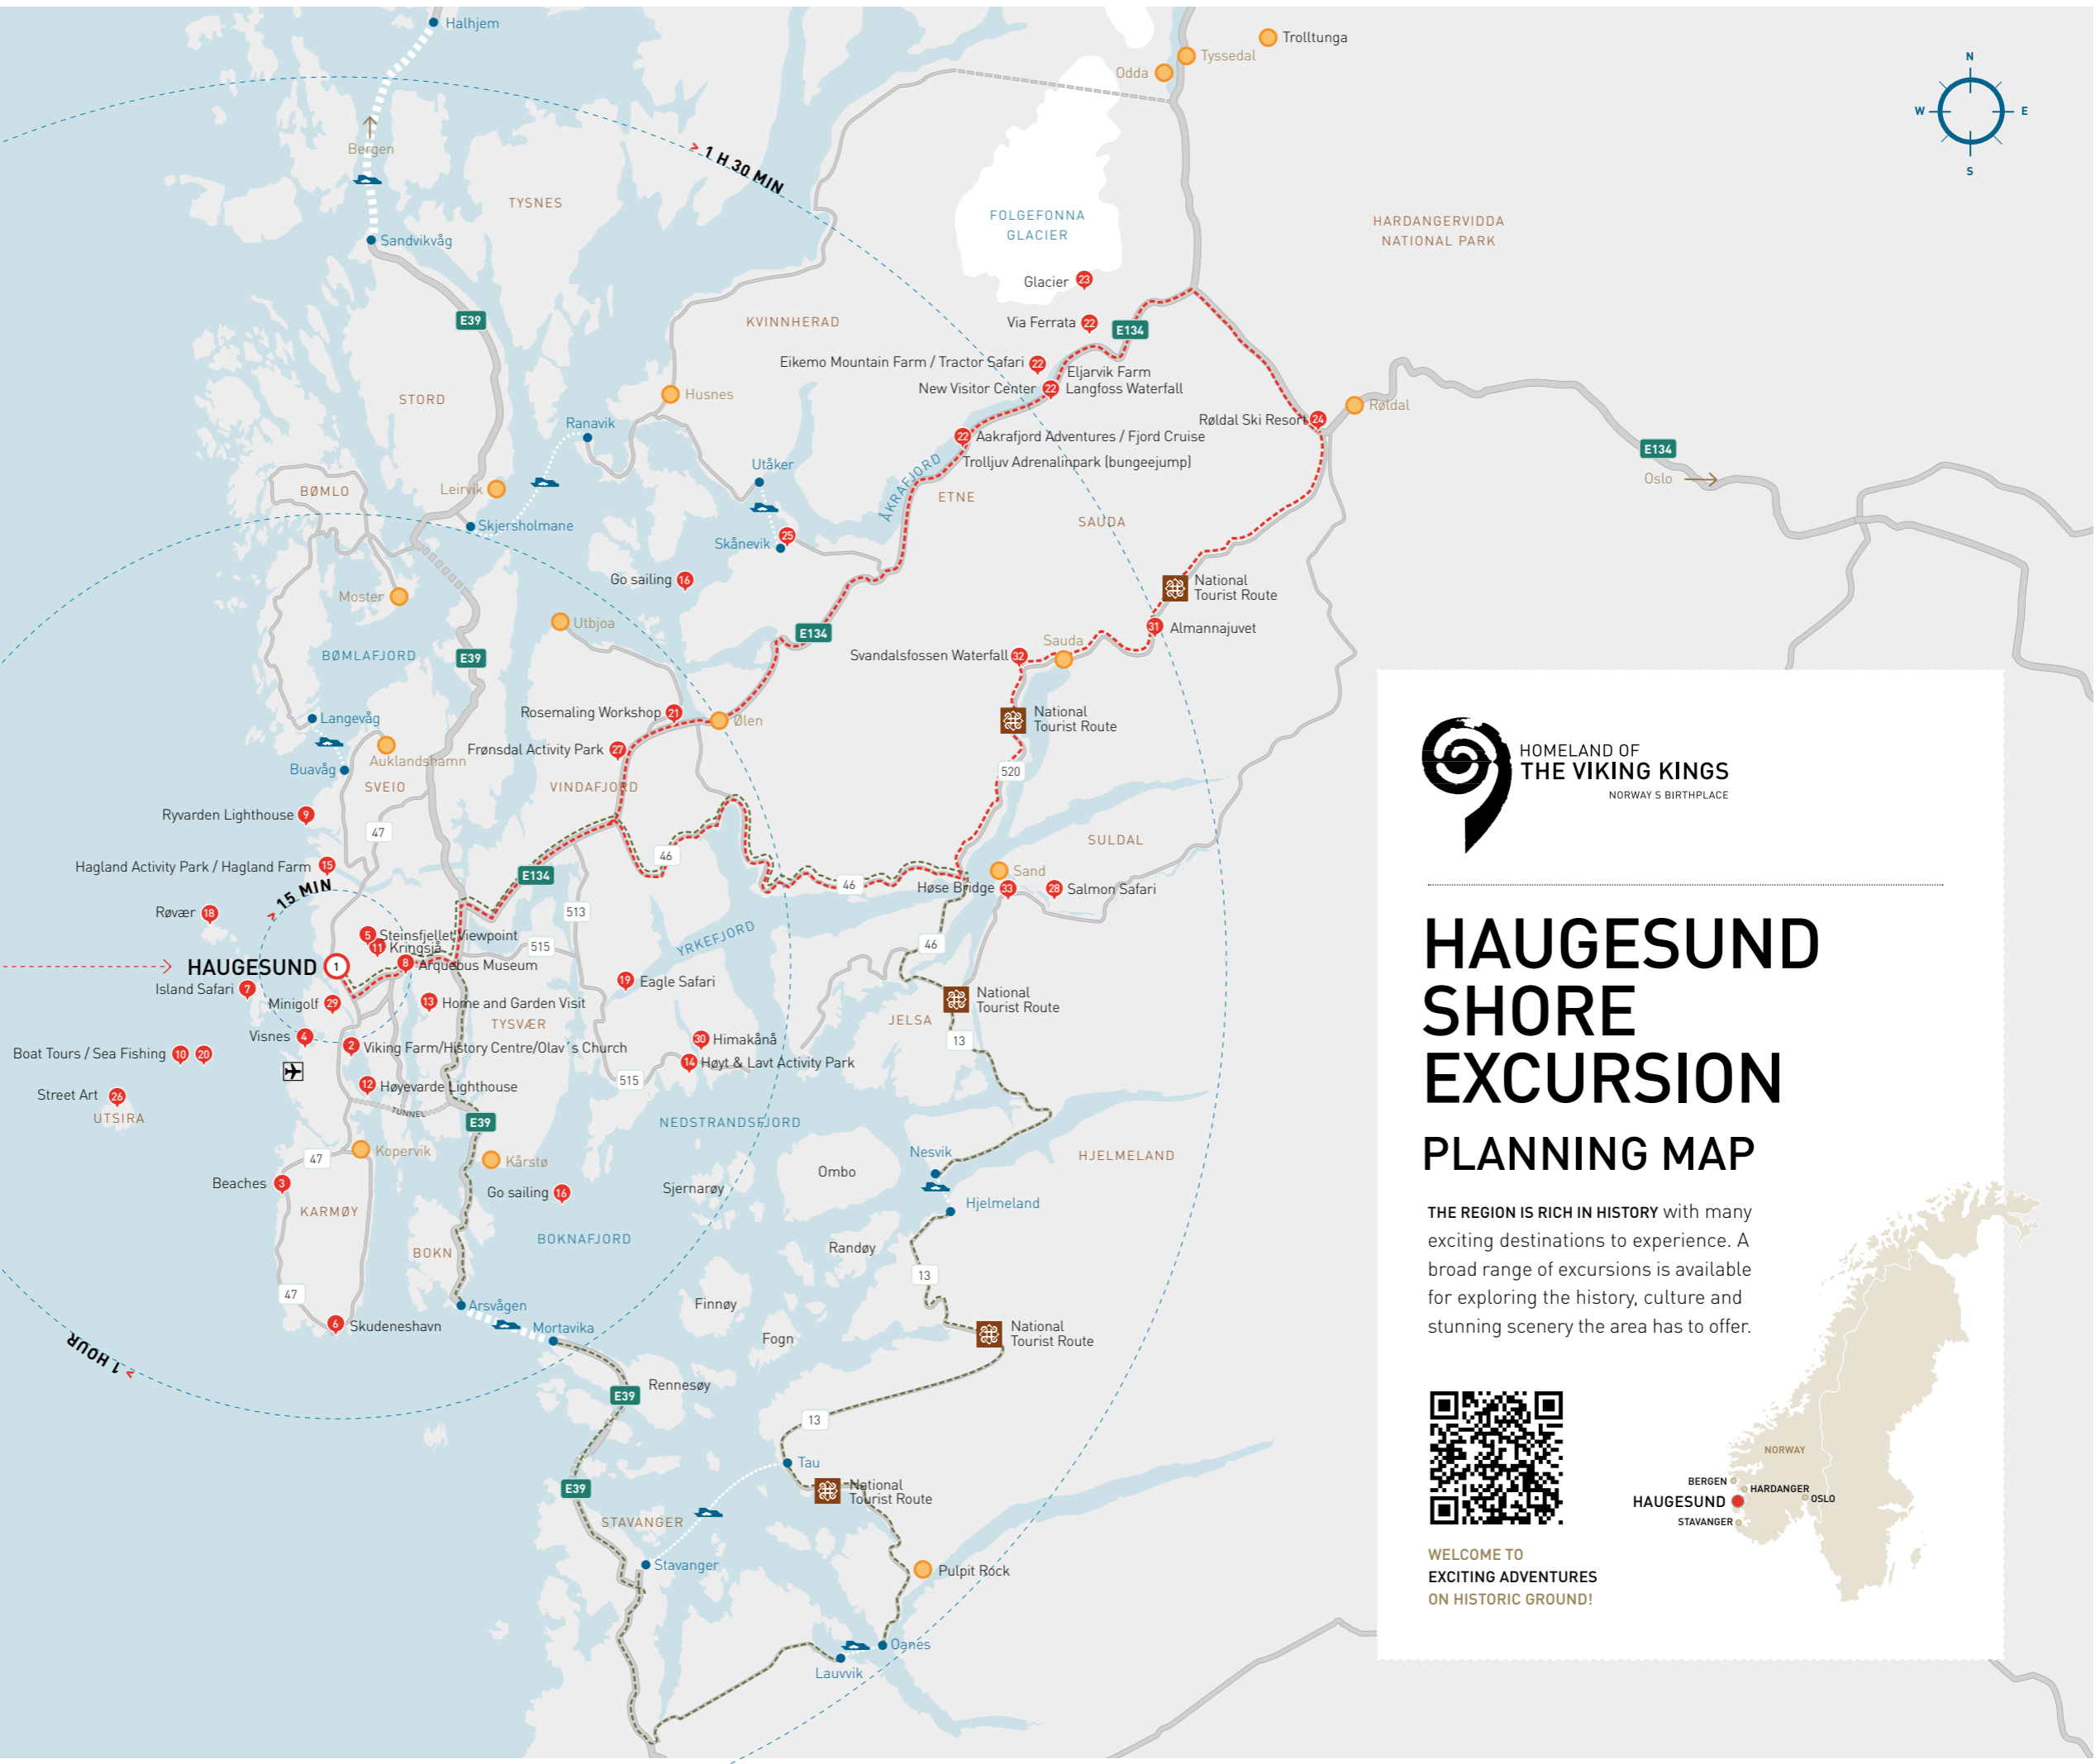 Halhjem
Trolltunga
Tyssedal
Odda
N
W
E
S
Bergen
> 1 H 30 MIN
TYSNES
FOLGEFONNA
GLACIER
HARDANGERVIDDA
NATIONAL PARK
Sandvikvåg
Glacier 23
E39
KVINNHERAD
Via Ferrata 22
E134
Eikemo Mountain Farm / Tractor Safari 22
Eljarvik Farm
New Visitor Center 22 Langfoss Waterfall
Husnes
STORD
Røldal
Røldal Ski Resort 24
Ranavik
22 Aakrafjord Adventures / Fjord Cruise
Trolljuv Adrenalinpark (bungeejump)
E134
Oslo
Utåker
ÅKRAFJORD
ETNE
BØMLO
Leirvik
Skjersholmane
SAUDA
25
Skånevik
Go sailing 16
National
Tourist Route
Moster
Utbjoa
E134
31 Almannajuvet
Sauda
BØMLAFJORD
E39
Svandalsfossen Waterfall 32
Langevåg
Rosemaling Workshop 21
Ølen
National
Tourist Route
Frønsdal Activity Park 27
Auklandshamn
Buavåg
520
SVEIO
VINDAFJORD
Ryvarden Lighthouse 9
47
SULDAL
46
Hagland Activity Park / Hagland Farm 15
E134
Sand
46
Høse Bridge 33
28 Salmon Safari
> 15 MIN
Røvær 18
513
5 Steinsfjellet Viewpoint
11 Kringsjå
515
YRKEFJORD
46
HAUGESUND 1
8 Arquebus Museum
Island Safari 7
19 Eagle Safari
Minigolf 29
13 Home and Garden Visit
National
Tourist Route
TYSVÆR
JELSA
Visnes 4
2 Viking Farm/History Centre/Olav´s Church
30 Himakånå
13
Boat Tours / Sea Fishing 10 20
14 Høyt & Lavt Activity Park
515
12 Høyevarde Lighthouse
Street Art 26
UTSIRA
TUNNEL
E39
NEDSTRANDSFJORD
Kopervik
47
Kårstø
Nesvik
HJELMELAND
Ombo
Beaches 3
Go sailing 16
Sjernarøy
Hjelmeland
KARMØY
BOKN
BOKNAFJORD
Randøy
13
47
Arsvågen
Finnøy
6 Skudeneshavn
Mortavika
Fogn
National
Tourist Route
> 1 HOUR
E39
Rennesøy
13
Tau
E39
National
Tourist Route
STAVANGER
Stavanger
Pulpit Rock
Oanes
Lauvvik
HOMELAND OF
THE VIKING KINGS
NORWAY S BIRTHPLACE
HAUGESUND
SHORE
EXCURSION
PLANNING MAP
THE REGION IS RICH IN HISTORY with many
exciting destinations to experience. A
broad range of excursions is available
for exploring the history, culture and
stunning scenery the area has to offer.
NORWAY
BERGEN
HARDANGER
HAUGESUND
OSLO
STAVANGER
WELCOME TO
EXCITING ADVENTURES
ON HISTORIC GROUND!